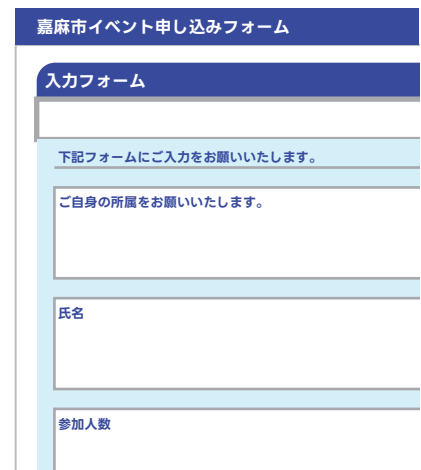 嘉麻市イベント申し込みフォーム
入力フォーム
下記フォームにご入力をお願いいたします。
ご自身の所属をお願いいたします。
氏名
参加人数